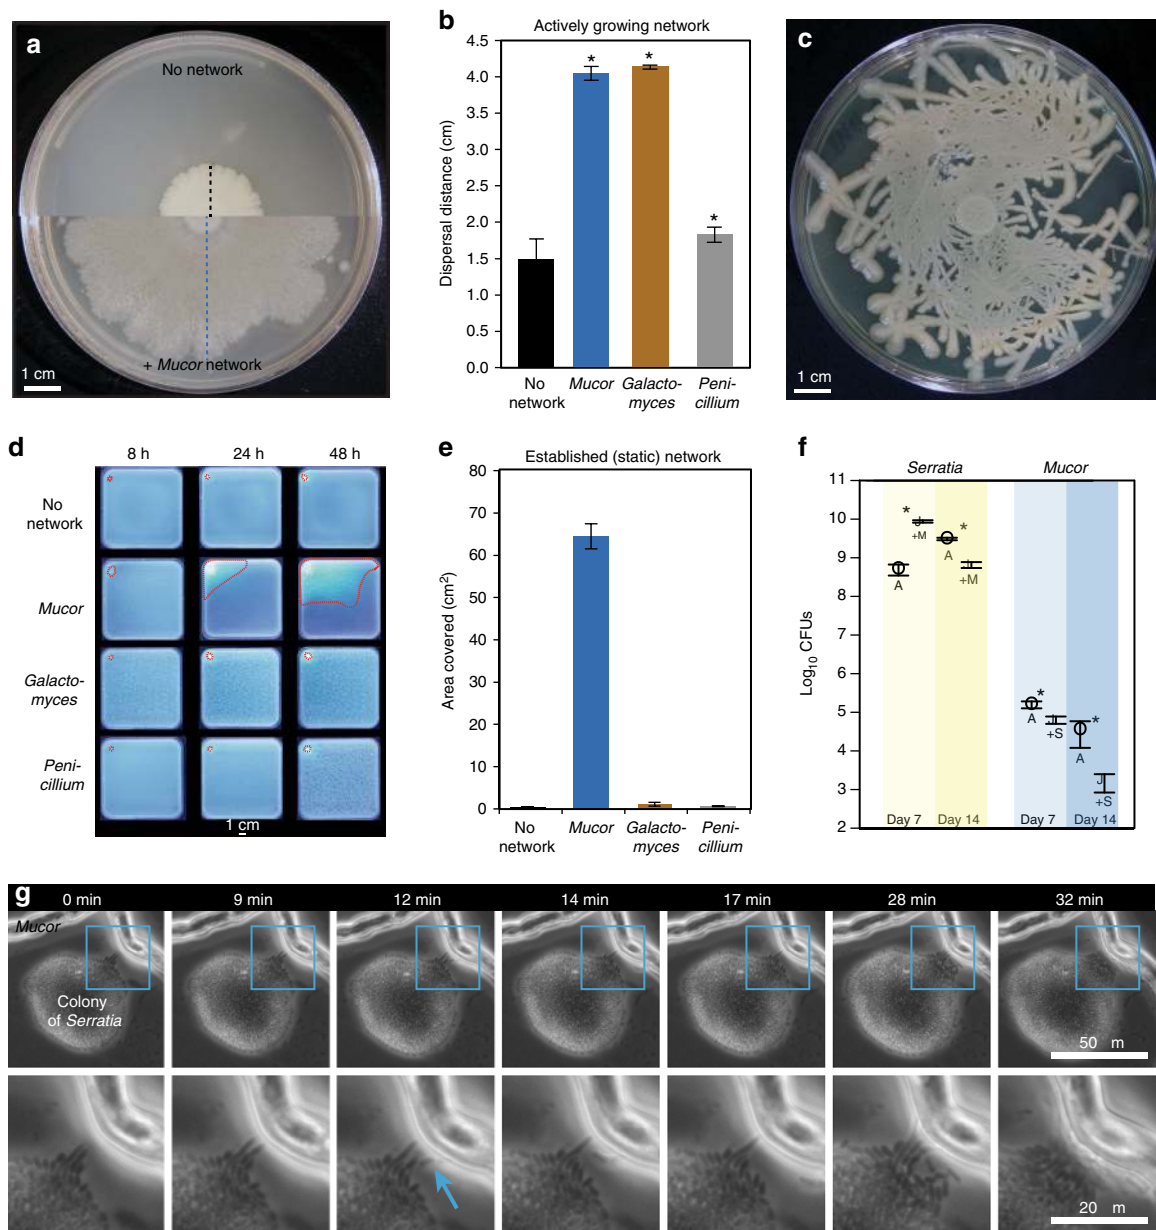 a
No network
+ Mucor network
1 cm
b
Actively growing network
Dispersal distance (cm)
4.5
4.0
3.5
3.0
2.5
2.0
1.5
1.0
0.5
0.0
*
*
*
No network
Mucor
Galacto-
myces
Peni-
cillium
c
1 cm
d
8 h
24 h
48 h
No
network
Mucor
Galacto-
myces
Peni-
cillium
1 cm
e
Established (static) network
Area covered (cm2)
80
70
60
50
40
30
20
10
0
No
network
Mucor
Galacto-
myces
Peni-
cillium
f
Serratia
Mucor
Log10 CFUs
11
10
9
8
7
6
5
4
3
2
A
*
J
+M
A
*
+M
A
*
J
+S
A
*
J
+S
Day 7
Day 14
Day 7
Day 14
g
0 min
9 min
12 min
14 min
17 min
28 min
32 min
Mucor
Colony
of Serratia
50 m
20 m